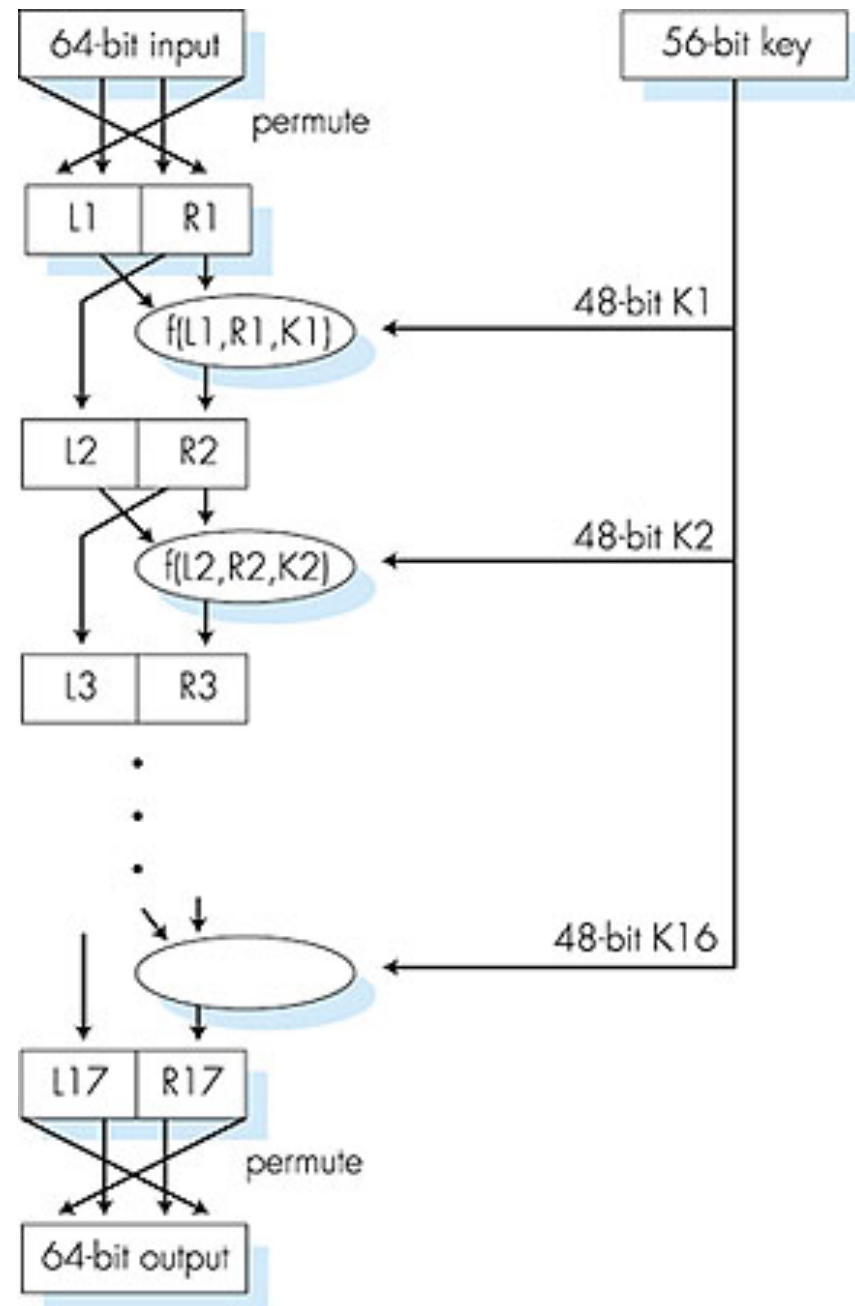 64-bit input
56-bit key
permute
L1 R1
48-bit K1
f(L1,R1,K1)
L2 R2
48-bit K2
f(L2,R2,K2)
L3 R3
48-bit K16
L17 R17
permute
64-bit output